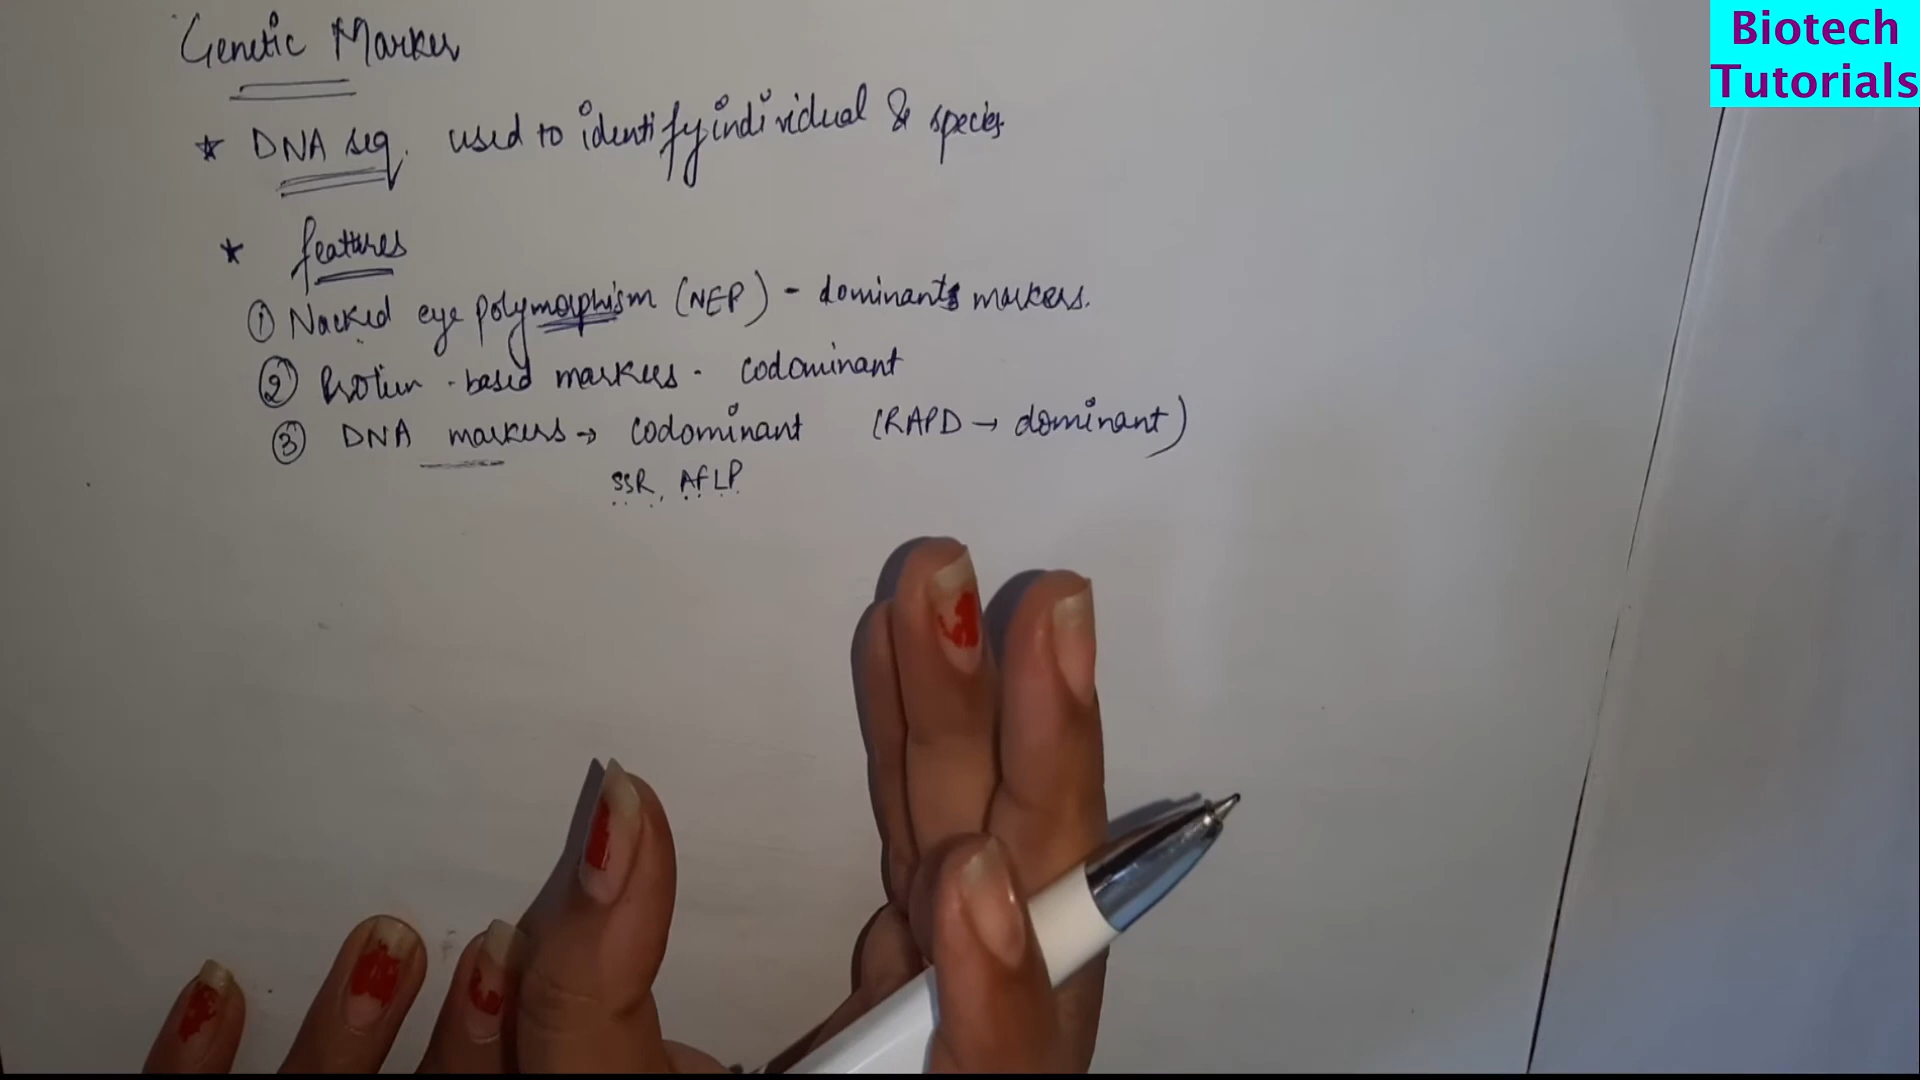 Genetic Marker
Biotech
Tutorials
* DNA seq. used to identify individual & species
* features
① Nacked eye polymorphism (NEP) - dominants markers.
② Protein-based markers - codominant
③ DNA markers → codominant (RAPD → dominant)
SSR, AFLP